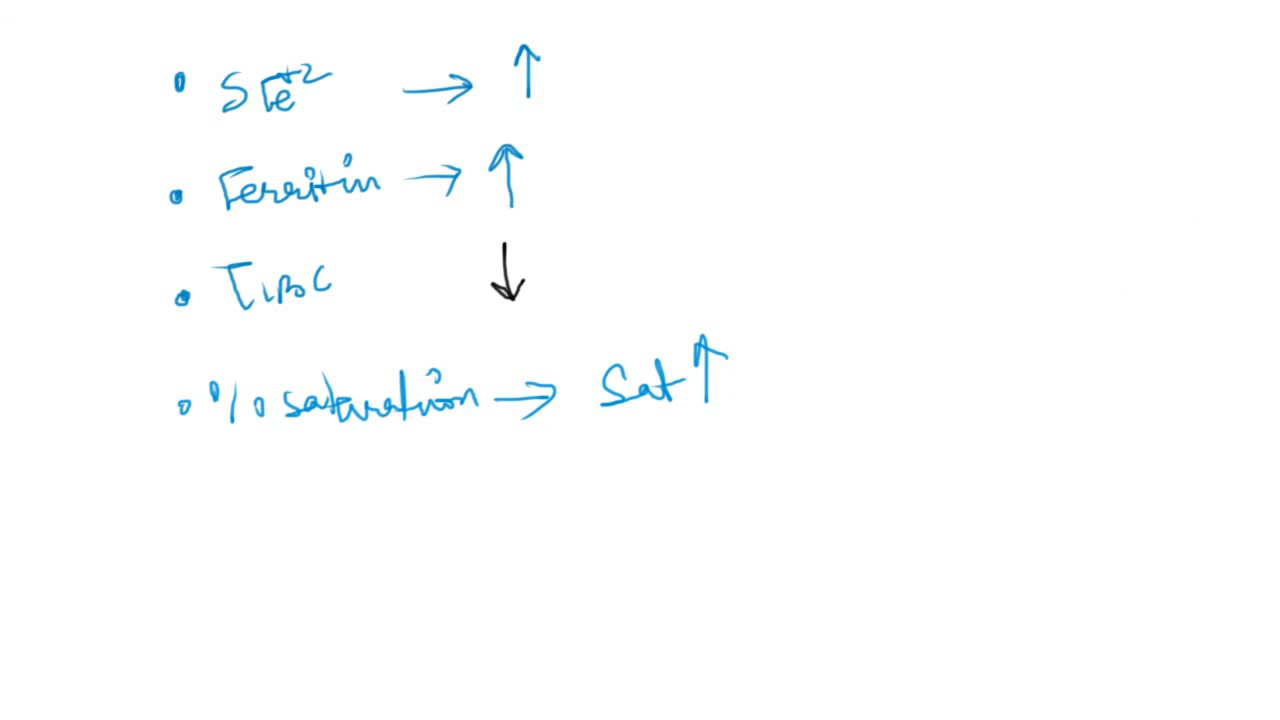 • S Fe+2 → ↑
• Ferritin → ↑
• TIBC ↓
• % saturation → Sat ↑